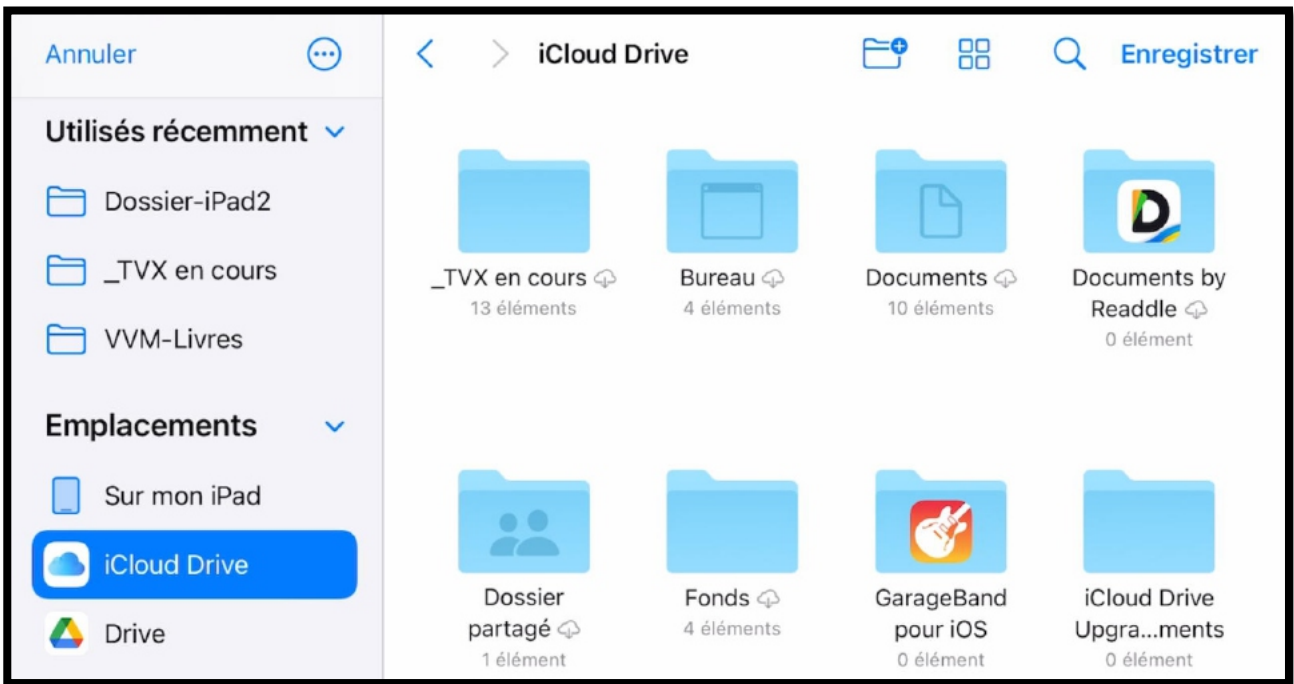 Annuler
Utilisés récemment
Dossier-iPad2
_TVX en cours
VVM-Livres
Emplacements
Sur mon iPad
iCloud Drive
Drive
iCloud Drive
Enregistrer
_TVX en cours
13 éléments
Bureau
4 éléments
Documents
10 éléments
Documents by
Readdle
0 élément
Dossier
partagé
1 élément
Fonds
4 éléments
GarageBand
pour iOS
0 élément
iCloud Drive
Upgra...ments
0 élément